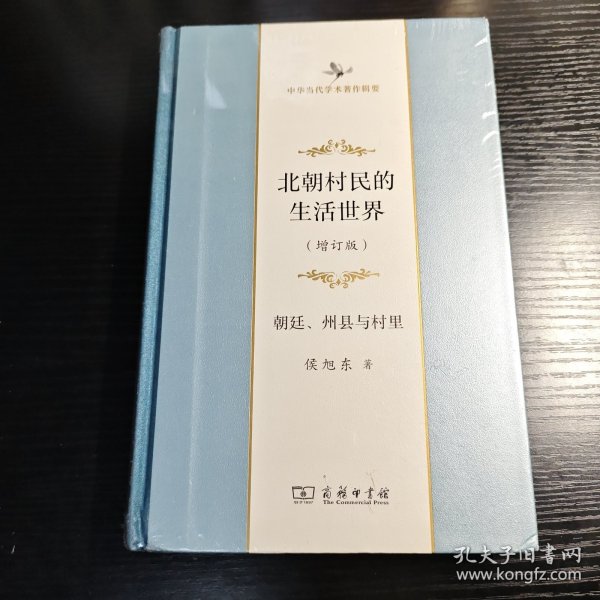 中华当代学术著作辑要
北朝村民的
生活世界
（增订版）
朝廷、州县与村里
侯旭东 著
商务印书馆
The Commercial Press
孔夫子旧书网
www.kongfz.com